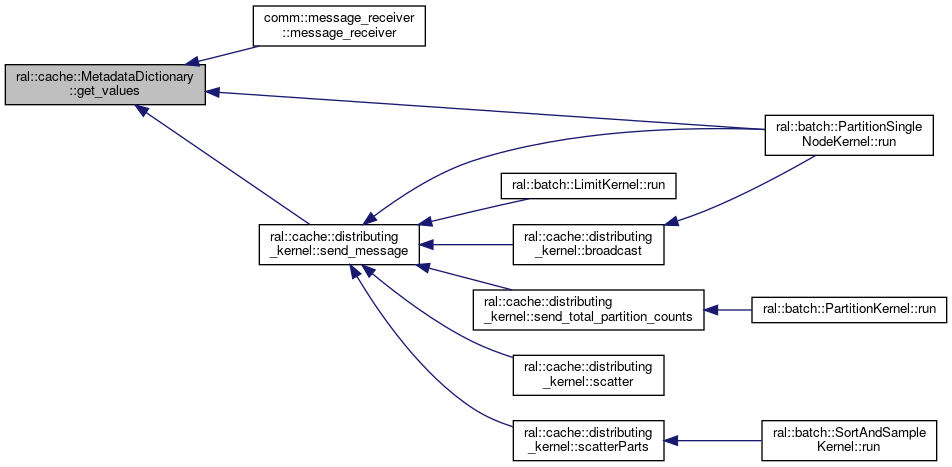 comm::message_receiver
::message_receiver
ral::cache::MetadataDictionary
::get_values
ral::batch::PartitionSingle
NodeKernel::run
ral::batch::LimitKernel::run
ral::cache::distributing
_kernel::send_message
ral::cache::distributing
_kernel::broadcast
ral::cache::distributing
_kernel::send_total_partition_counts
ral::batch::PartitionKernel::run
ral::cache::distributing
_kernel::scatter
ral::cache::distributing
_kernel::scatterParts
ral::batch::SortAndSample
Kernel::run